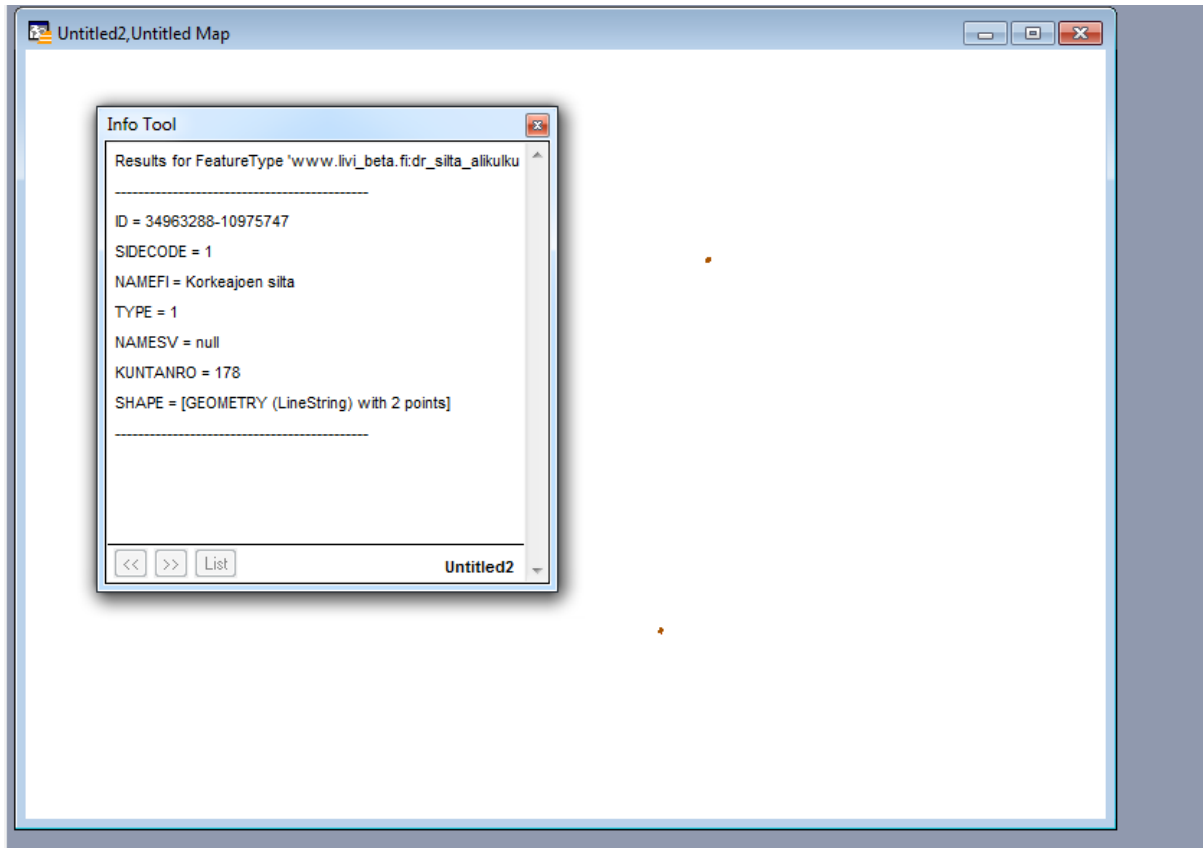 Untitled2,Untitled Map
Info Tool
Results for FeatureType 'www.livi_beta.fi:dr_silta_alikulku
--------------------------------------------
ID = 34963288-10975747
SIDECODE = 1
NAMEFI = Korkeajoen silta
TYPE = 1
NAMESV = null
KUNTANRO = 178
SHAPE = [GEOMETRY (LineString) with 2 points]
--------------------------------------------
<< >> List Untitled2